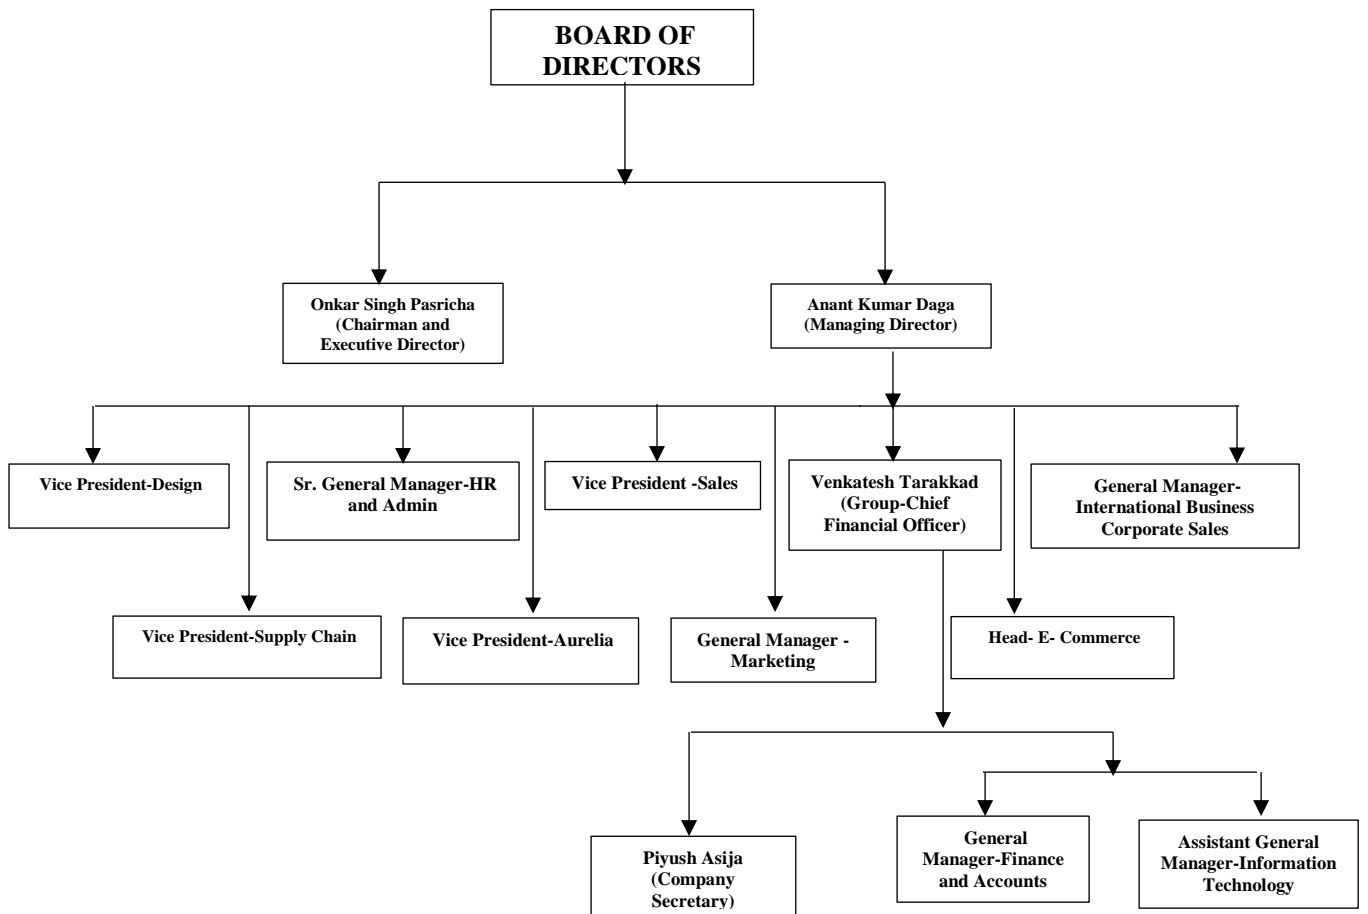 BOARD OF
DIRECTORS
Onkar Singh Pasricha
(Chairman and
Executive Director)
Anant Kumar Daga
(Managing Director)
Vice President-Design
Sr. General Manager-HR
and Admin
Vice President -Sales
Venkatesh Tarakkad
(Group-Chief
Financial Officer)
General Manager-
International Business
Corporate Sales
Vice President-Supply Chain
Vice President-Aurelia
General Manager -
Marketing
Head- E- Commerce
Piyush Asija
(Company
Secretary)
General
Manager-Finance
and Accounts
Assistant General
Manager-Information
Technology